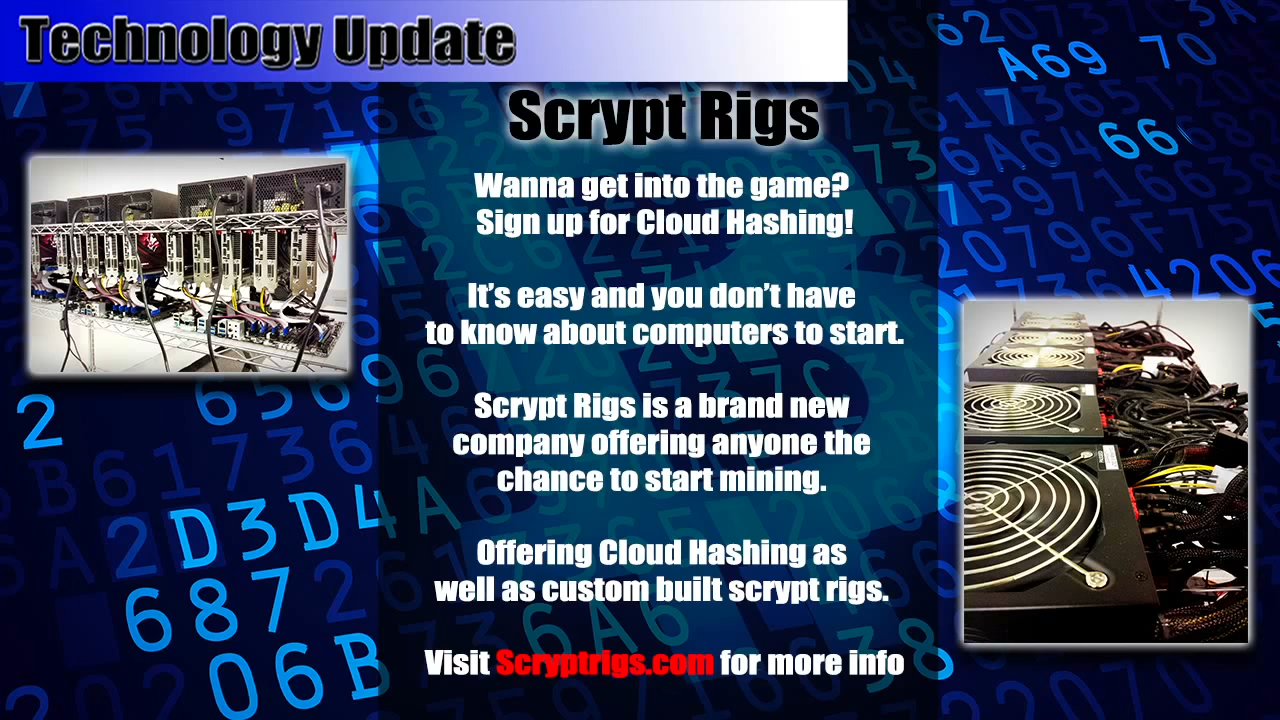 Technology Update
Scrypt Rigs
Wanna get into the game?
Sign up for Cloud Hashing!
It's easy and you don't have
to know about computers to start.
Scrypt Rigs is a brand new
company offering anyone the
chance to start mining.
Offering Cloud Hashing as
well as custom built scrypt rigs.
Visit Scryptrigs.com for more info